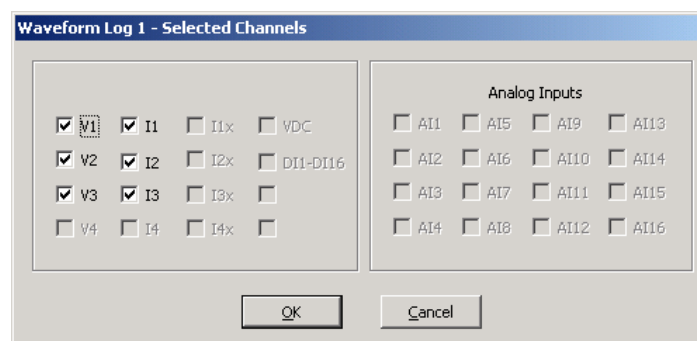 Waveform Log 1 - Selected Channels
V1 I1 I1x VDC
V2 I2 I2x DI1-DI16
V3 I3 I3x
V4 I4 I4x
Analog Inputs
AI1 AI5 AI9 AI13
AI2 AI6 AI10 AI14
AI3 AI7 AI11 AI15
AI4 AI8 AI12 AI16
OK Cancel